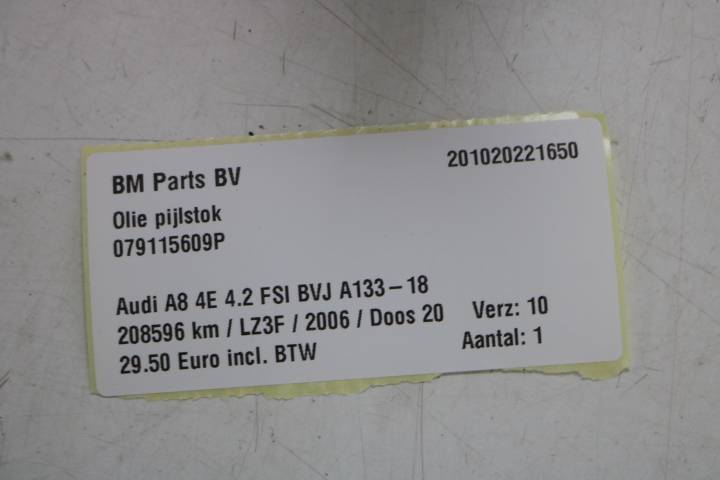 BM Parts BV
201020221650
Olie pijlstok
079115609P
Audi A8 4E 4.2 FSI BVJ A133-18
208596 km / LZ3F / 2006 / Doos 20 Verz: 10
29.50 Euro incl. BTW Aantal: 1